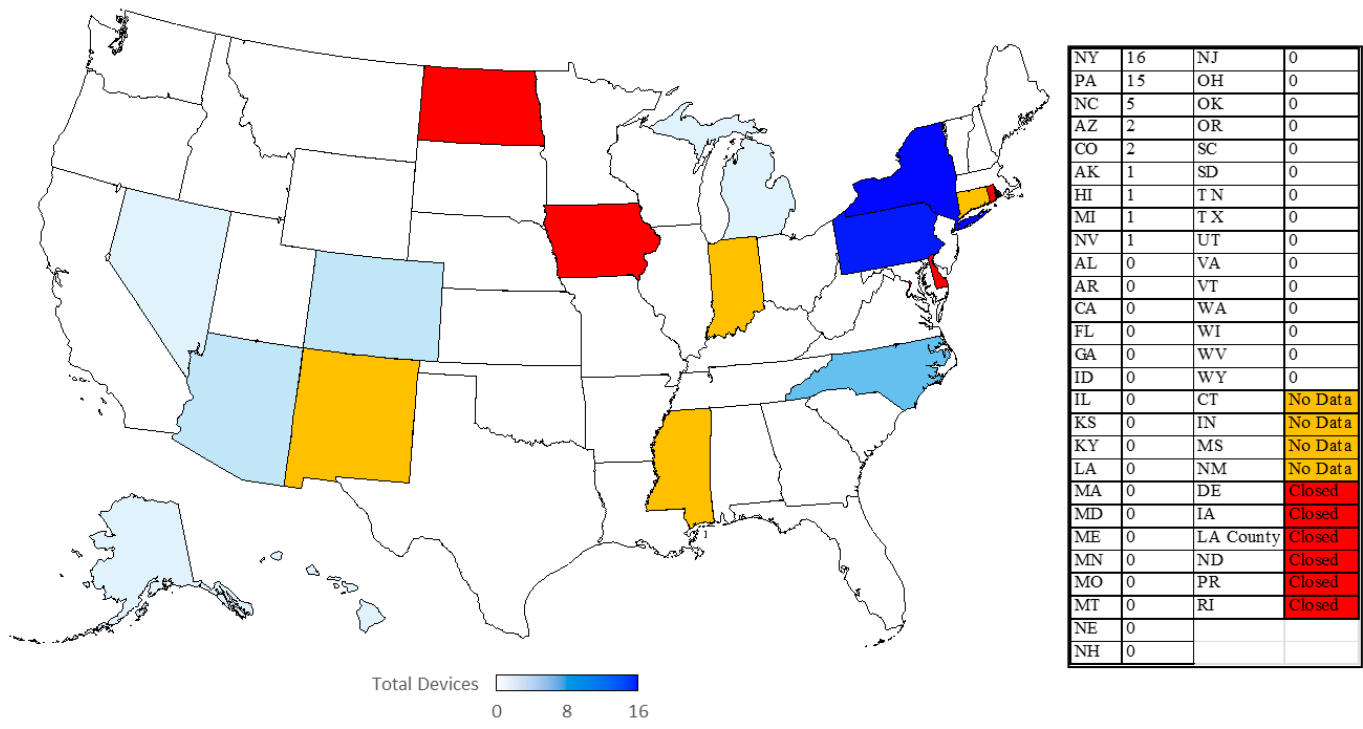 NY 16 NJ 0
PA 15 OH 0
NC 5 OK 0
AZ 2 OR 0
CO 2 SC 0
AK 1 SD 0
HI 1 TN 0
MI 1 TX 0
NV 1 UT 0
AL 0 VA 0
AR 0 VT 0
CA 0 WA 0
FL 0 WI 0
GA 0 WV 0
ID 0 WY 0
IL 0 CT No Data
KS 0 IN No Data
KY 0 MS No Data
LA 0 NM No Data
MA 0 DE Closed
MD 0 IA Closed
ME 0 LA County Closed
MN 0 ND Closed
MO 0 PR Closed
MT 0 RI Closed
NE 0
NH 0
Total Devices
0 8 16